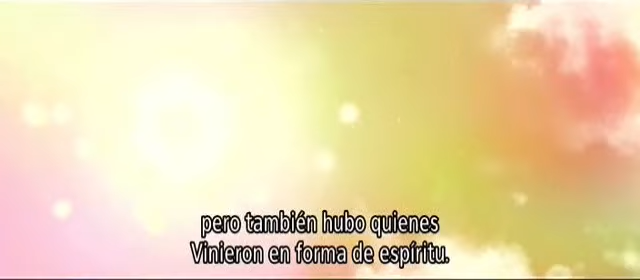 pero también hubo quienes
Vinieron en forma de espíritu.